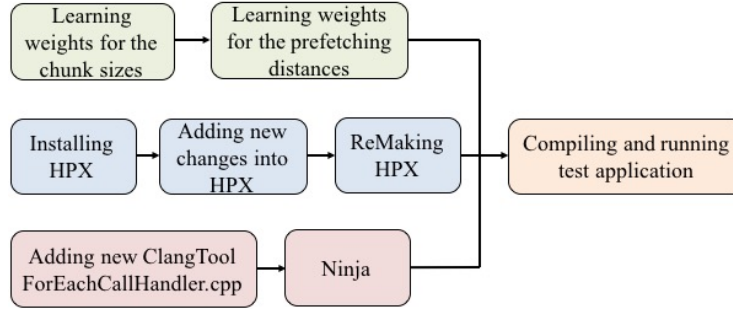 Learning
weights for the
chunk sizes
Learning weights
for the prefetching
distances
Installing
HPX
Adding new
changes into
HPX
ReMaking
HPX
Compiling and running
test application
Adding new ClangTool
ForEachCallHandler.cpp
Ninja